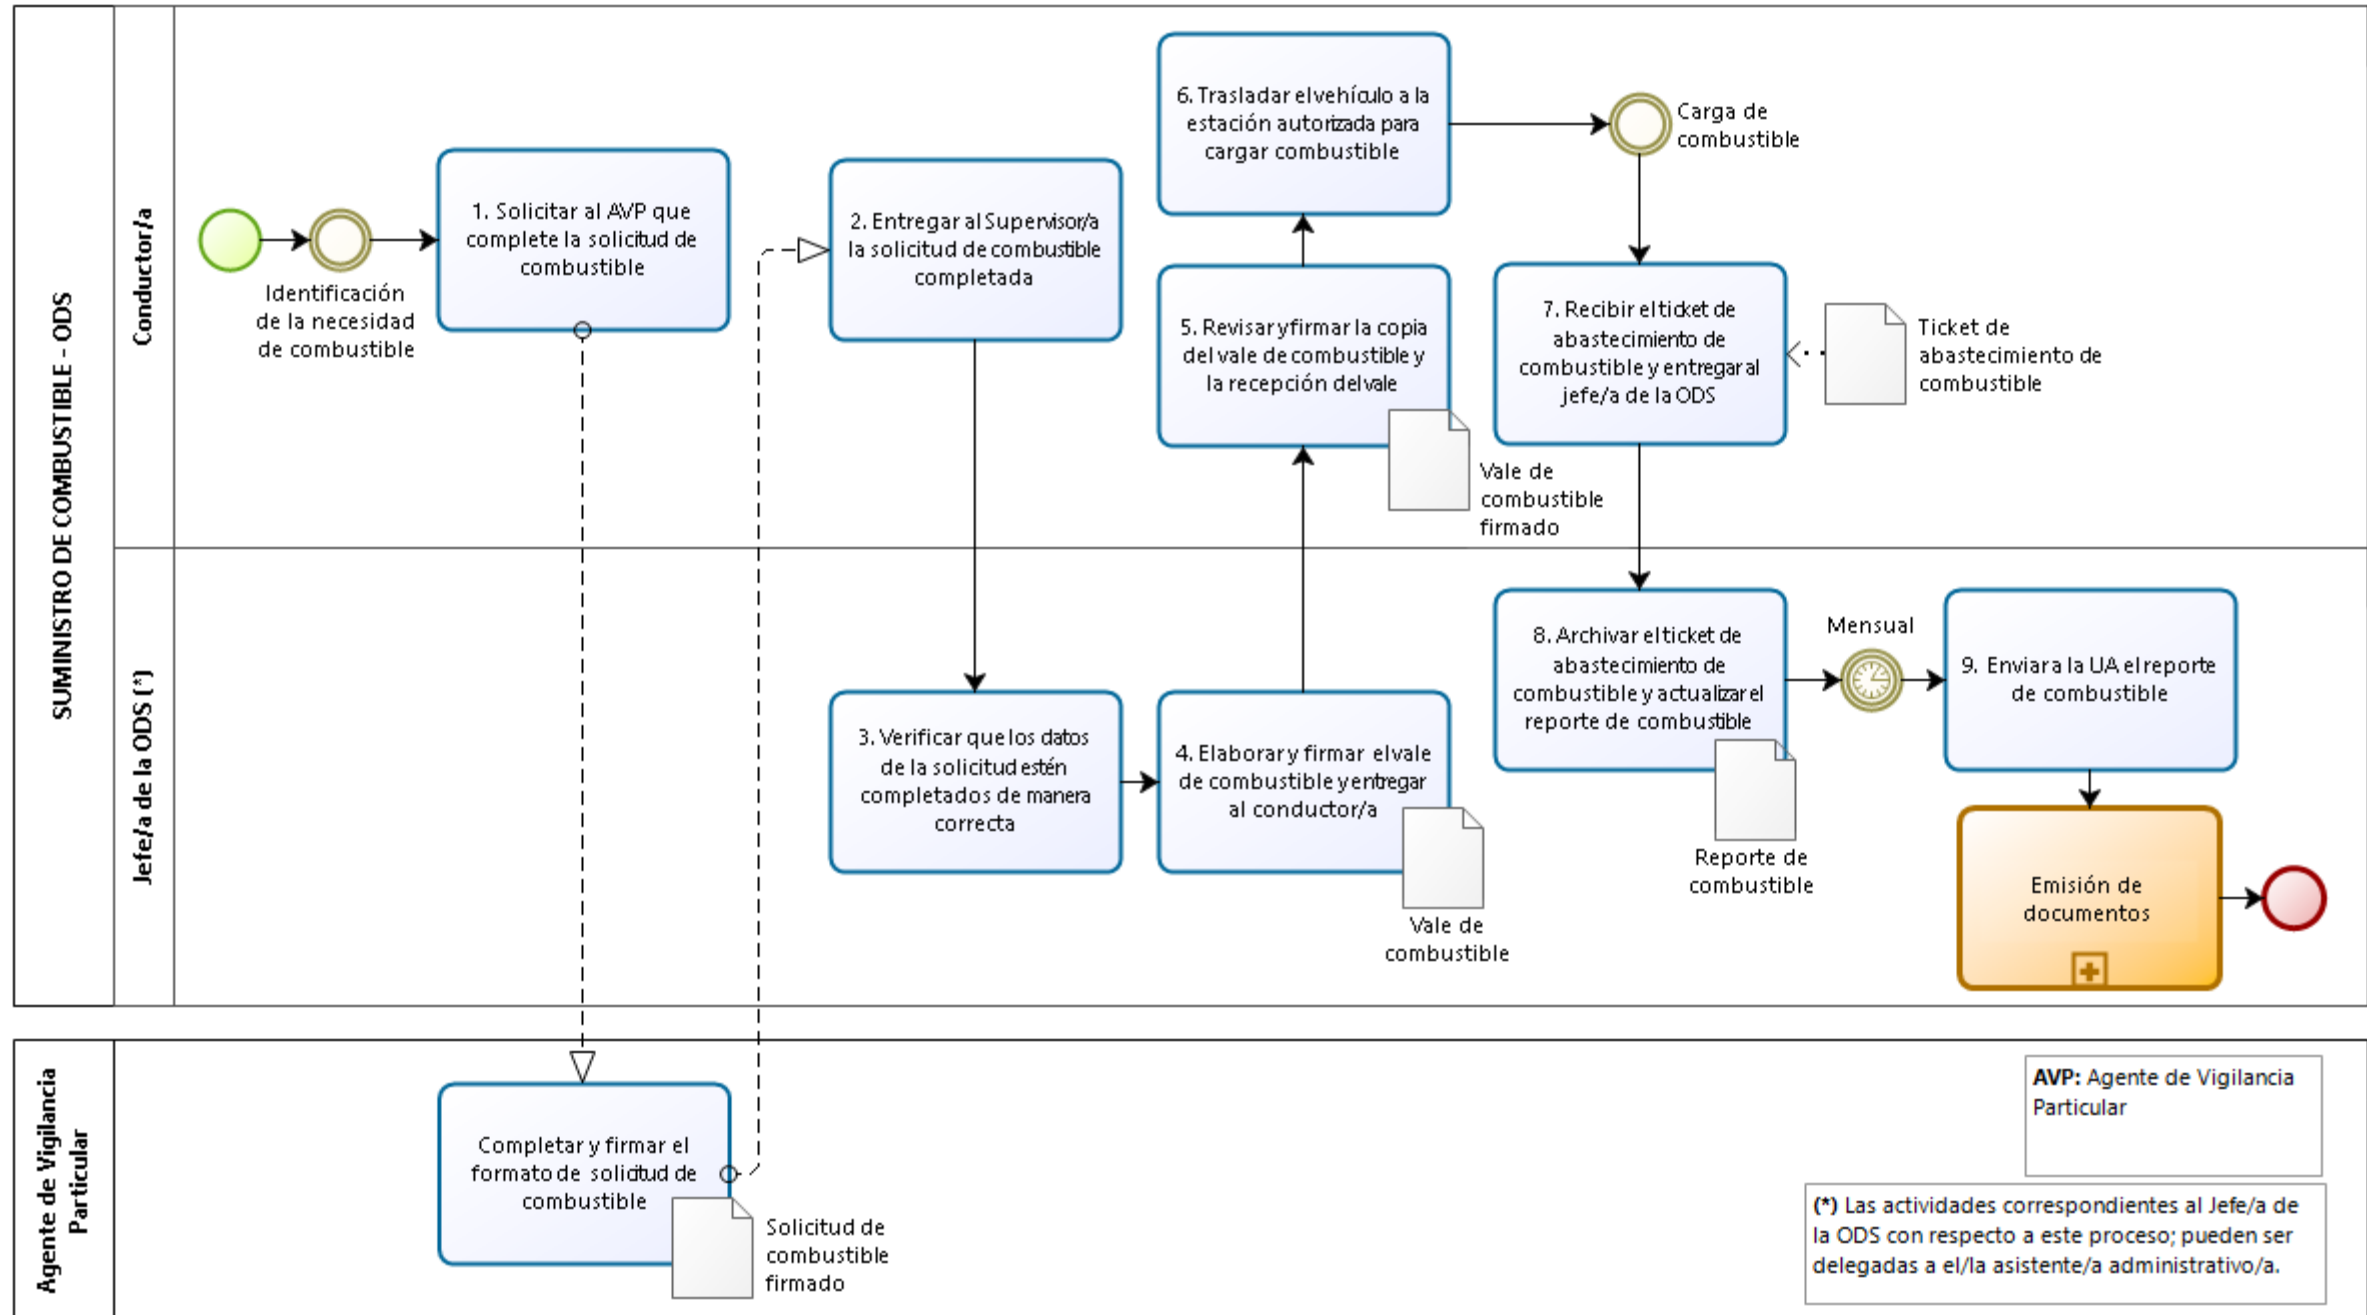 SUMINISTRO DE COMBUSTIBLE - ODS
Conductor/a
Identificación
de la necesidad
de combustible
1. Solicitar al AVP que
complete la solicitud de
combustible
2. Entregar al Supervisor/a
la solicitud de combustible
completada
6. Trasladar el vehículo a la
estación autorizada para
cargar combustible
Carga de
combustible
5. Revisar y firmar la copia
del vale de combustible y
la recepción del vale
Vale de
combustible
firmado
7. Recibir el ticket de
abastecimiento de
combustible y entregar al
jefe/a de la ODS
Ticket de
abastecimiento de
combustible
Jefe/a de la ODS (*)
3. Verificar que los datos
de la solicitud estén
completados de manera
correcta
4. Elaborar y firmar el vale
de combustible y entregar
al conductor/a
Vale de
combustible
8. Archivar el ticket de
abastecimiento de
combustible y actualizar el
reporte de combustible
Reporte de
combustible
Mensual
9. Enviar a la UA el reporte
de combustible
Emisión de
documentos
Agente de Vigilancia
Particular
Completar y firmar el
formato de solicitud de
combustible
Solicitud de
combustible
firmado
AVP: Agente de Vigilancia
Particular
(*) Las actividades correspondientes al Jefe/a de
la ODS con respecto a este proceso; pueden ser
delegadas a el/la asistente/a administrativo/a.